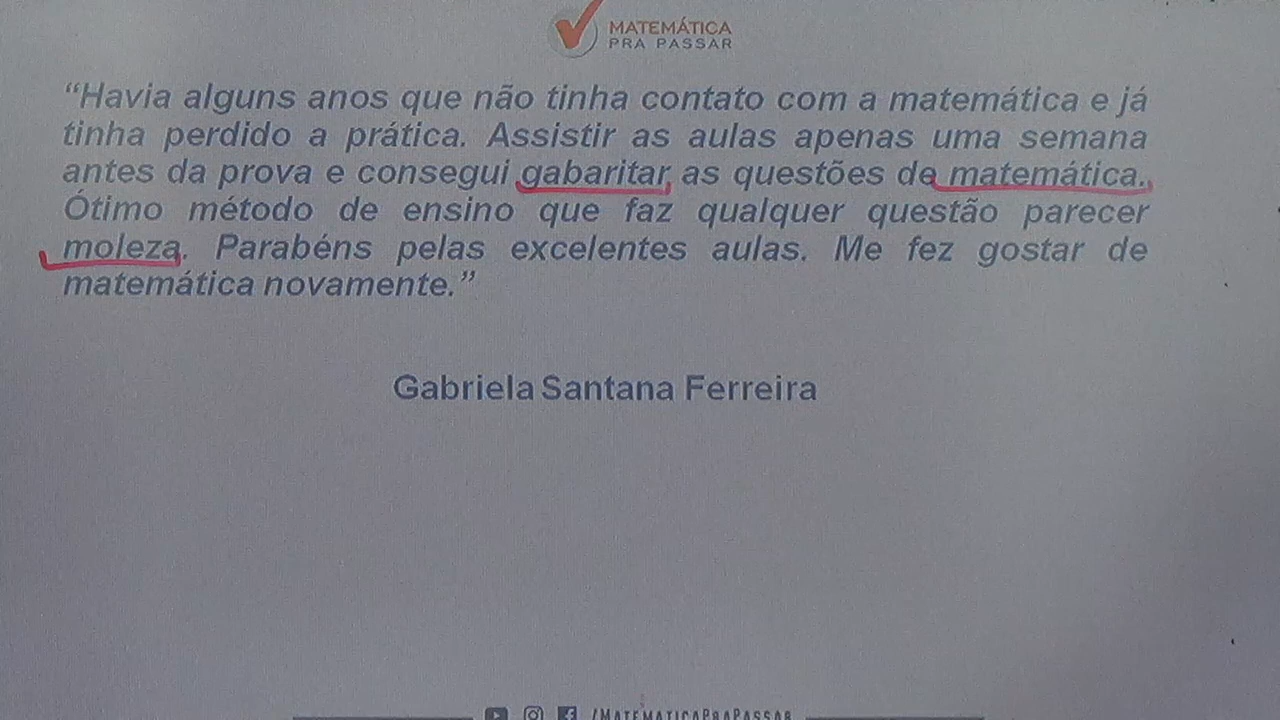 MATEMÁTICA
PRA PASSAR
“Havia alguns anos que não tinha contato com a matemática e já
tinha perdido a prática. Assistir as aulas apenas uma semana
antes da prova e consegui gabaritar as questões de matemática.
Ótimo método de ensino que faz qualquer questão parecer
moleza. Parabéns pelas excelentes aulas. Me fez gostar de
matemática novamente.”
Gabriela Santana Ferreira
/MATEMATICAPRAPASSAR